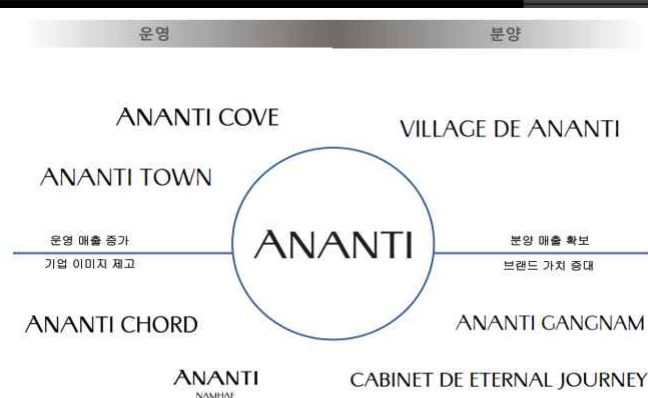 운영
분양
ANANTI COVE
VILLAGE DE ANANTI
ANANTI TOWN
ANANTI
운영 매출 증가
분양 매출 확보
기업 이미지 제고
브랜드 가치 증대
ANANTI CHORD
ANANTI GANGNAM
ANANTI
NAMHAE
CABINET DE ETERNAL JOURNEY